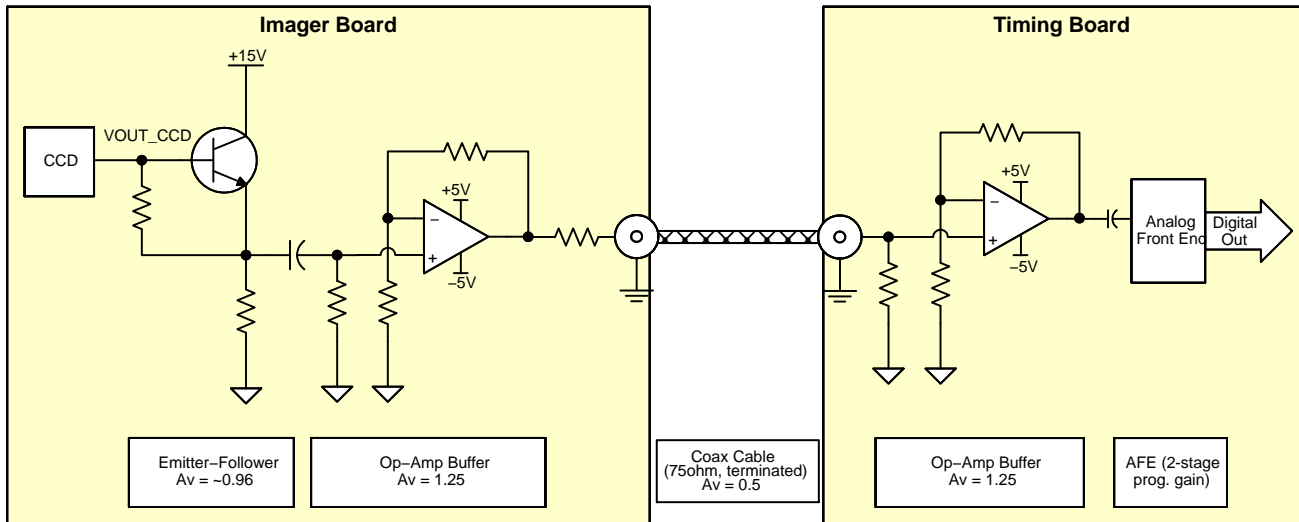 Imager Board
Timing Board
+15V
VOUT_CCD
CCD
+5V
−
+
−5V
+5V
−
+
−5V
Analog
Front End
Digital
Out
Emitter−Follower
Av = ~0.96
Op−Amp Buffer
Av = 1.25
Coax Cable
(75ohm, terminated)
Av = 0.5
Op−Amp Buffer
Av = 1.25
AFE (2-stage
prog. gain)